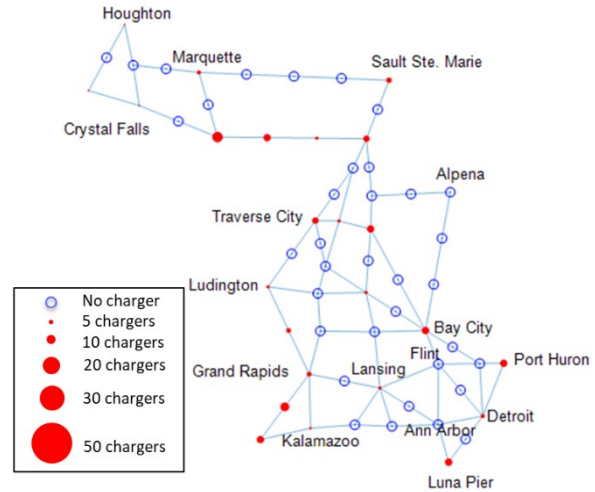 Houghton
Marquette
Sault Ste. Marie
Crystal Falls
Alpena
Traverse City
Ludington
No charger
5 chargers
10 chargers
20 chargers
30 chargers
50 chargers
Bay City
Flint
Port Huron
Grand Rapids
Lansing
Detroit
Kalamazoo
Ann Arbor
Luna Pier